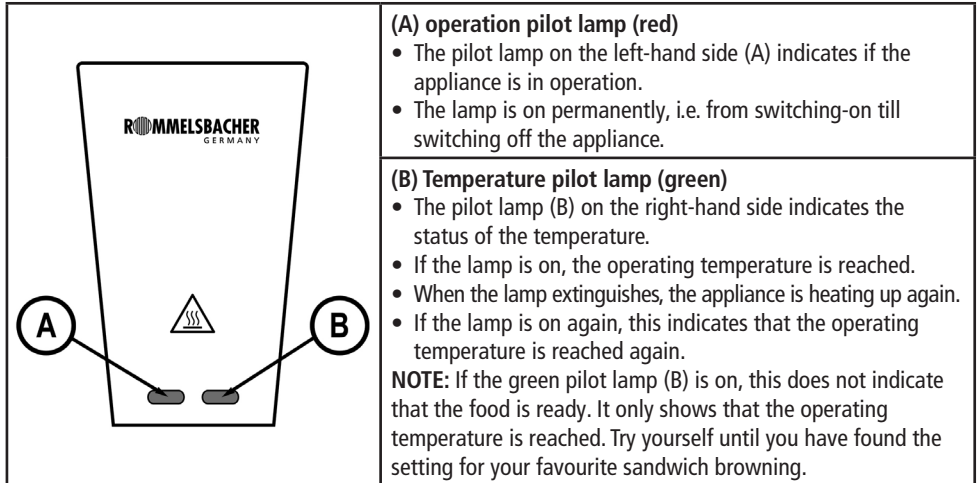 ROMMELSBACHER
GERMANY
A
B
(A) operation pilot lamp (red)
• The pilot lamp on the left-hand side (A) indicates if the
appliance is in operation.
• The lamp is on permanently, i.e. from switching-on till
switching off the appliance.
(B) Temperature pilot lamp (green)
• The pilot lamp (B) on the right-hand side indicates the
status of the temperature.
• If the lamp is on, the operating temperature is reached.
• When the lamp extinguishes, the appliance is heating up again.
• If the lamp is on again, this indicates that the operating
temperature is reached again.
NOTE: If the green pilot lamp (B) is on, this does not indicate
that the food is ready. It only shows that the operating
temperature is reached. Try yourself until you have found the
setting for your favourite sandwich browning.